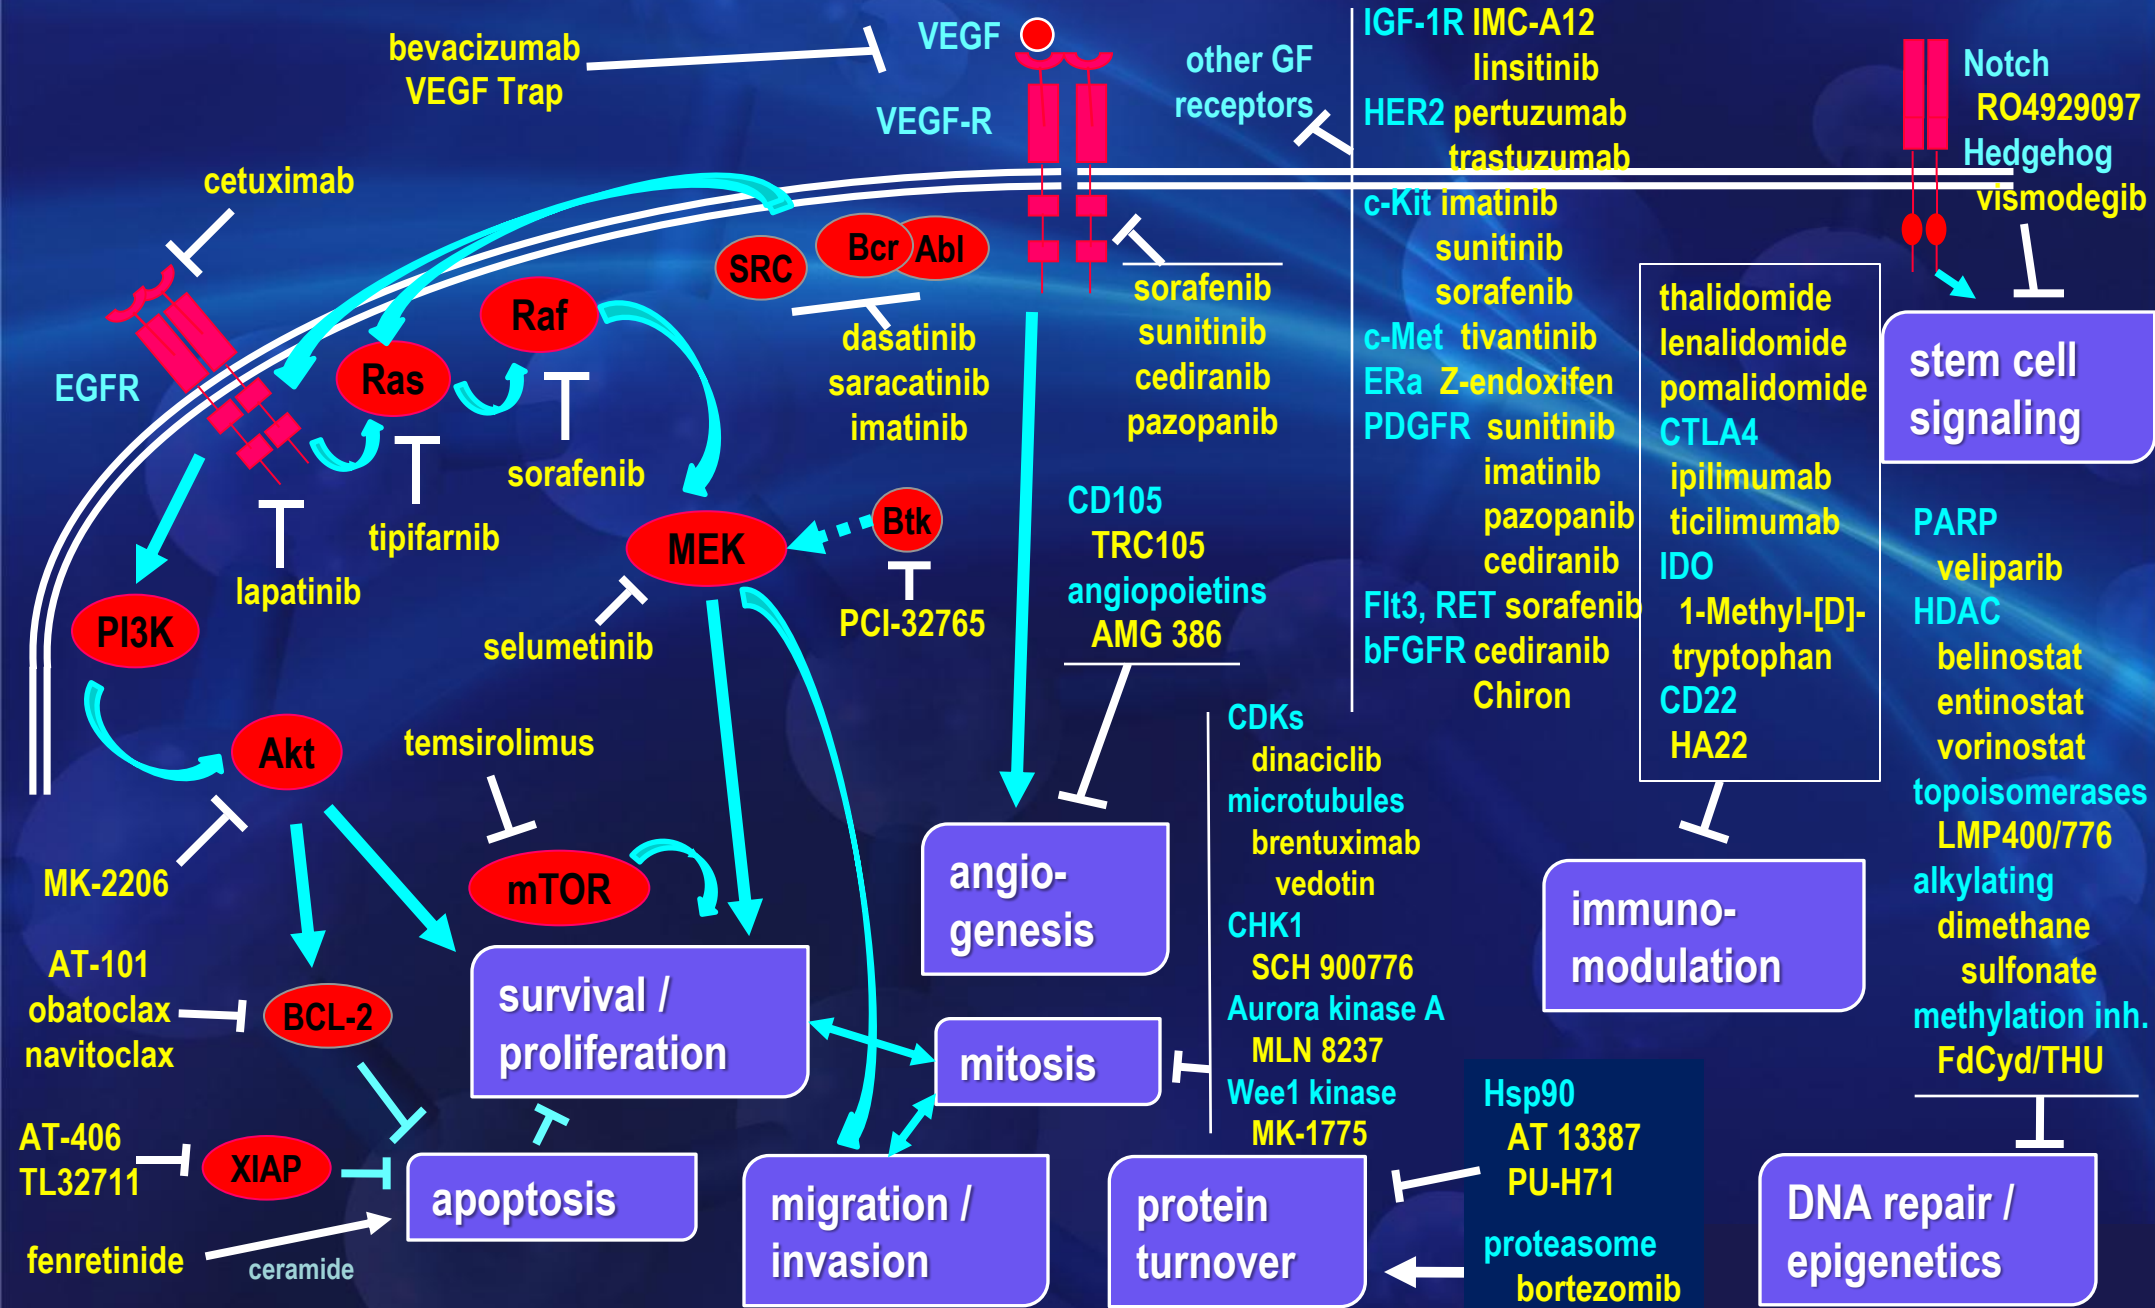 bevacizumab
VEGF Trap
VEGF
VEGF-R
other GF
receptors
IGF-1R IMC-A12
linsitinib
HER2 pertuzumab
trastuzumab
c-Kit imatinib
sunitinib
sorafenib
c-Met tivantinib
ERa Z-endoxifen
PDGFR sunitinib
imatinib
pazopanib
cediranib
Flt3, RET sorafenib
bFGFR cediranib
Chiron
Notch
RO4929097
Hedgehog
vismodegib
stem cell
signaling
cetuximab
EGFR
SRC
Bcr
Abl
dasatinib
saracatinib
imatinib
sorafenib
sunitinib
cediranib
pazopanib
Raf
Ras
sorafenib
tipifarnib
lapatinib
MEK
Btk
PCI-32765
selumetinib
CD105
TRC105
angiopoietins
AMG 386
thalidomide
lenalidomide
pomalidomide
CTLA4
ipilimumab
ticilimumab
IDO
1-Methyl-[D]-
tryptophan
CD22
HA22
PARP
veliparib
HDAC
belinostat
entinostat
vorinostat
topoisomerases
LMP400/776
alkylating
dimethane
sulfonate
methylation inh.
FdCyd/THU
PI3K
Akt
MK-2206
temsirolimus
mTOR
AT-101
obatoclax
navitoclax
BCL-2
AT-406
TL32711
XIAP
fenretinide
ceramide
survival /
proliferation
apoptosis
angio-
genesis
mitosis
migration /
invasion
CDKs
dinaciclib
microtubules
brentuximab
vedotin
CHK1
SCH 900776
Aurora kinase A
MLN 8237
Wee1 kinase
MK-1775
immuno-
modulation
protein
turnover
Hsp90
AT 13387
PU-H71
proteasome
bortezomib
DNA repair /
epigenetics